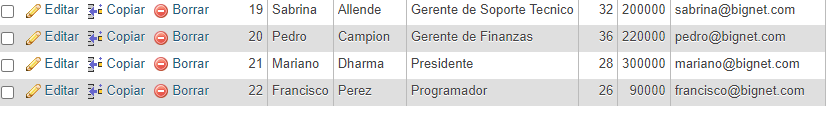 Editar Copiar Borrar 19 Sabrina Allende Gerente de Soporte Tecnico 32 200000 sabrina@bignet.com
Editar Copiar Borrar 20 Pedro Campion Gerente de Finanzas 36 220000 pedro@bignet.com
Editar Copiar Borrar 21 Mariano Dharma Presidente 28 300000 mariano@bignet.com
Editar Copiar Borrar 22 Francisco Perez Programador 26 90000 francisco@bignet.com